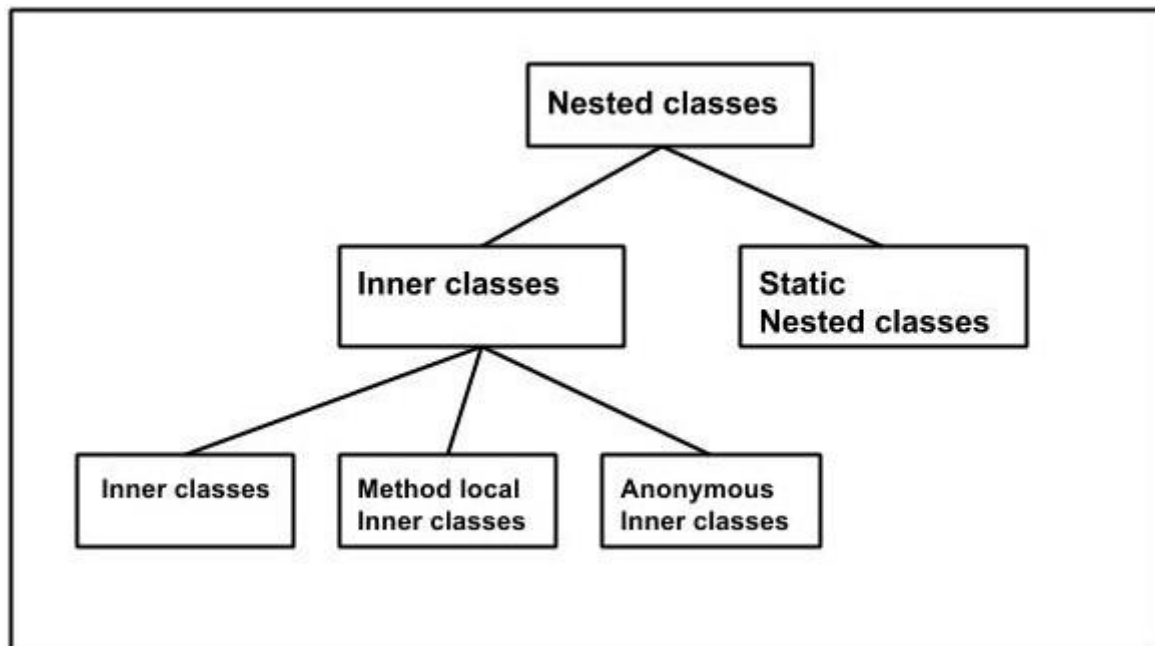 Nested classes
Inner classes
Static
Nested classes
Inner classes
Method local
Inner classes
Anonymous
Inner classes